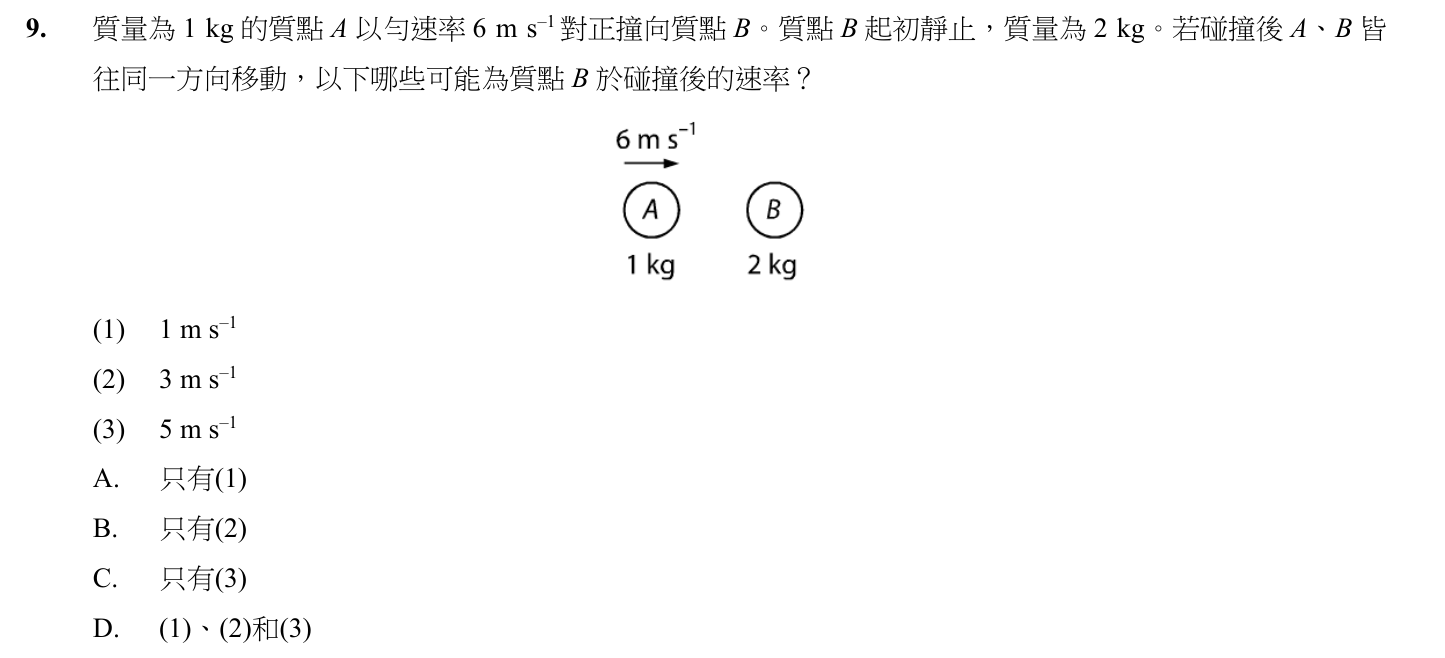 9. 質量為 1 kg 的質點 A 以勻速率 6 m s⁻¹ 對正撞向質點 B。質點 B 起初靜止，質量為 2 kg。若碰撞後 A、B 皆
往同一方向移動，以下哪些可能為質點 B 於碰撞後的速率？
6 m s⁻¹
A B
1 kg 2 kg
(1) 1 m s⁻¹
(2) 3 m s⁻¹
(3) 5 m s⁻¹
A. 只有(1)
B. 只有(2)
C. 只有(3)
D. (1)、(2)和(3)